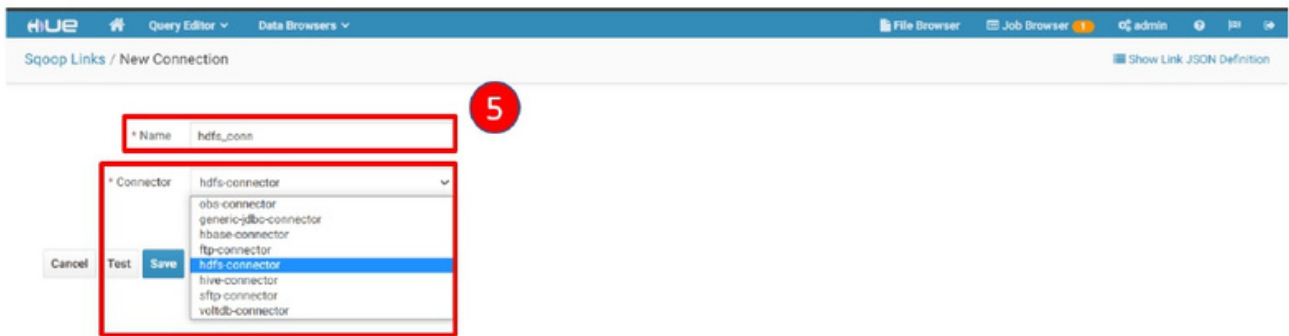 HUE Query Editor Data Browsers File Browser Job Browser 1 admin
Sqoop Links / New Connection Show Link JSON Definition
5
* Name hdfs_conn
* Connector hdfs-connector
obs-connector
generic-jdbc-connector
hbase-connector
ftp-connector
Cancel Test Save hdfs-connector
hive-connector
sftp-connector
voltdb-connector